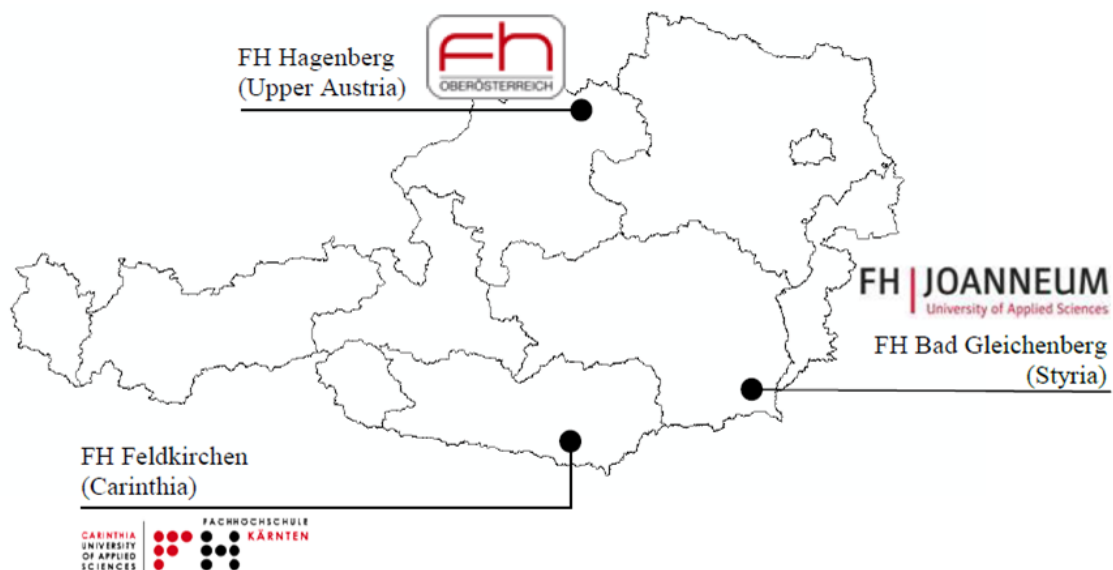 FH Hagenberg
(Upper Austria)
fh
OBERÖSTERREICH
FH | JOANNEUM
University of Applied Sciences
FH Bad Gleichenberg
(Styria)
FH Feldkirchen
(Carinthia)
CARINTHIA
UNIVERSITY
OF APPLIED
SCIENCES
FH
FACHHOCHSCHULE
KÄRNTEN